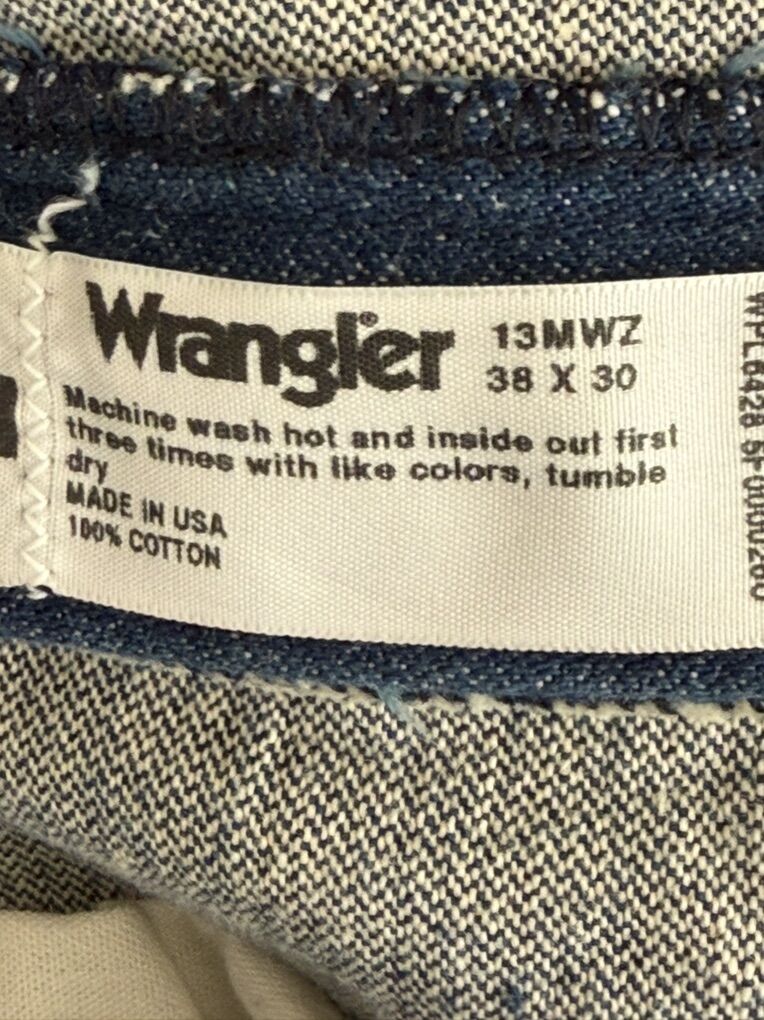 Wrangler®
13MWZ
38 X 30
Machine wash hot and inside out first
three times with like colors, tumble
dry
MADE IN USA
100% COTTON